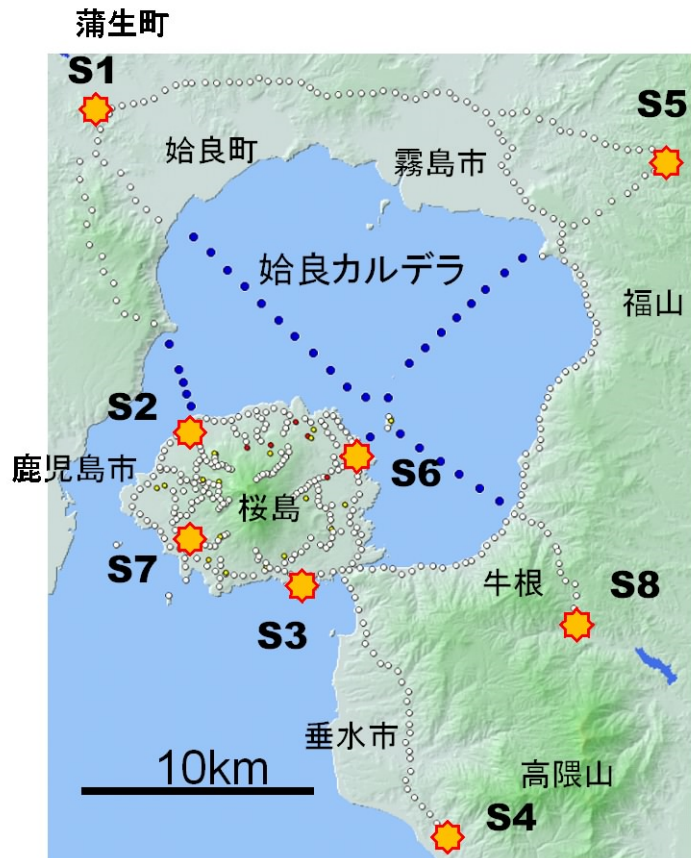 蒲生町
S1
S5
姶良町
霧島市
姶良カルデラ
福山
S2
鹿児島市
S6
桜島
S7
牛根
S8
S3
垂水市
10km
高隈山
S4